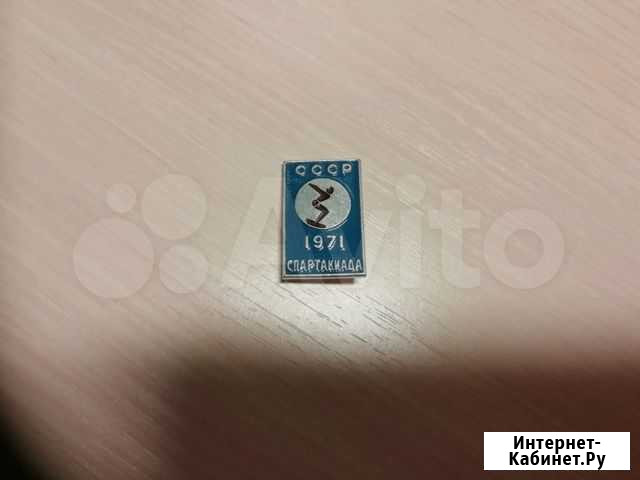 СССР
1971
СПАРТАКИАДА
Avito
Интернет-
Кабинет.Ру